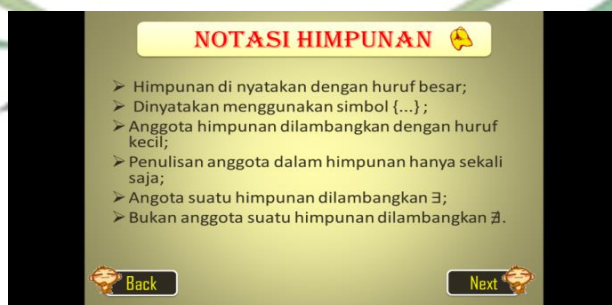 NOTASI HIMPUNAN
➢ Himpunan di nyatakan dengan huruf besar;
➢ Dinyatakan menggunakan simbol {...} ;
➢ Anggota himpunan dilambangkan dengan huruf
kecil;
➢ Penulisan anggota dalam himpunan hanya sekali
saja;
➢ Angota suatu himpunan dilambangkan ∃;
➢ Bukan anggota suatu himpunan dilambangkan ∄.
Back
Next